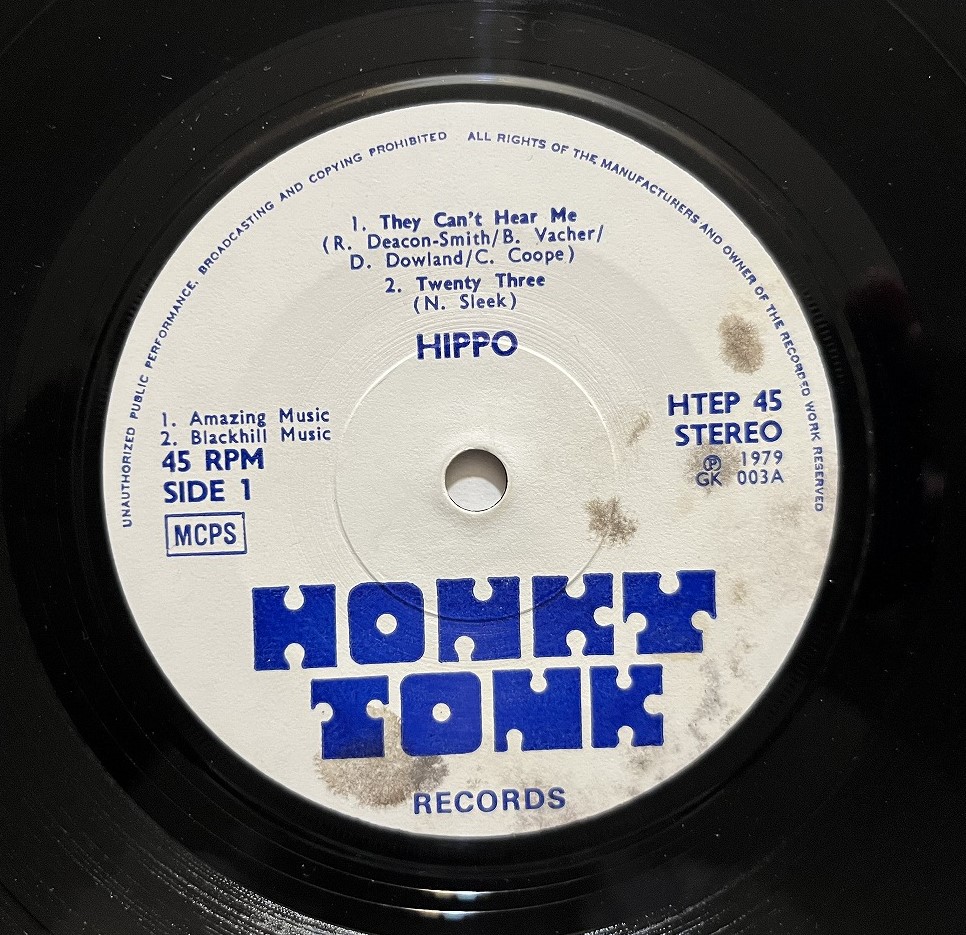 UNAUTHORIZED PUBLIC PERFORMANCE, BROADCASTING AND COPYING PROHIBITED ALL RIGHTS OF THE MANUFACTURERS AND OWNER OF THE RECORDED WORK RESERVED
1. They Can't Hear Me
(R. Deacon-Smith/B. Vacher/
D. Dowland/C. Coope)
2. Twenty Three
(N. Sleek)
HIPPO
1. Amazing Music
2. Blackhill Music
45 RPM
SIDE 1
MCPS
HTEP 45
STEREO
Ⓟ 1979
GK 003A
HONKY
TONK
RECORDS